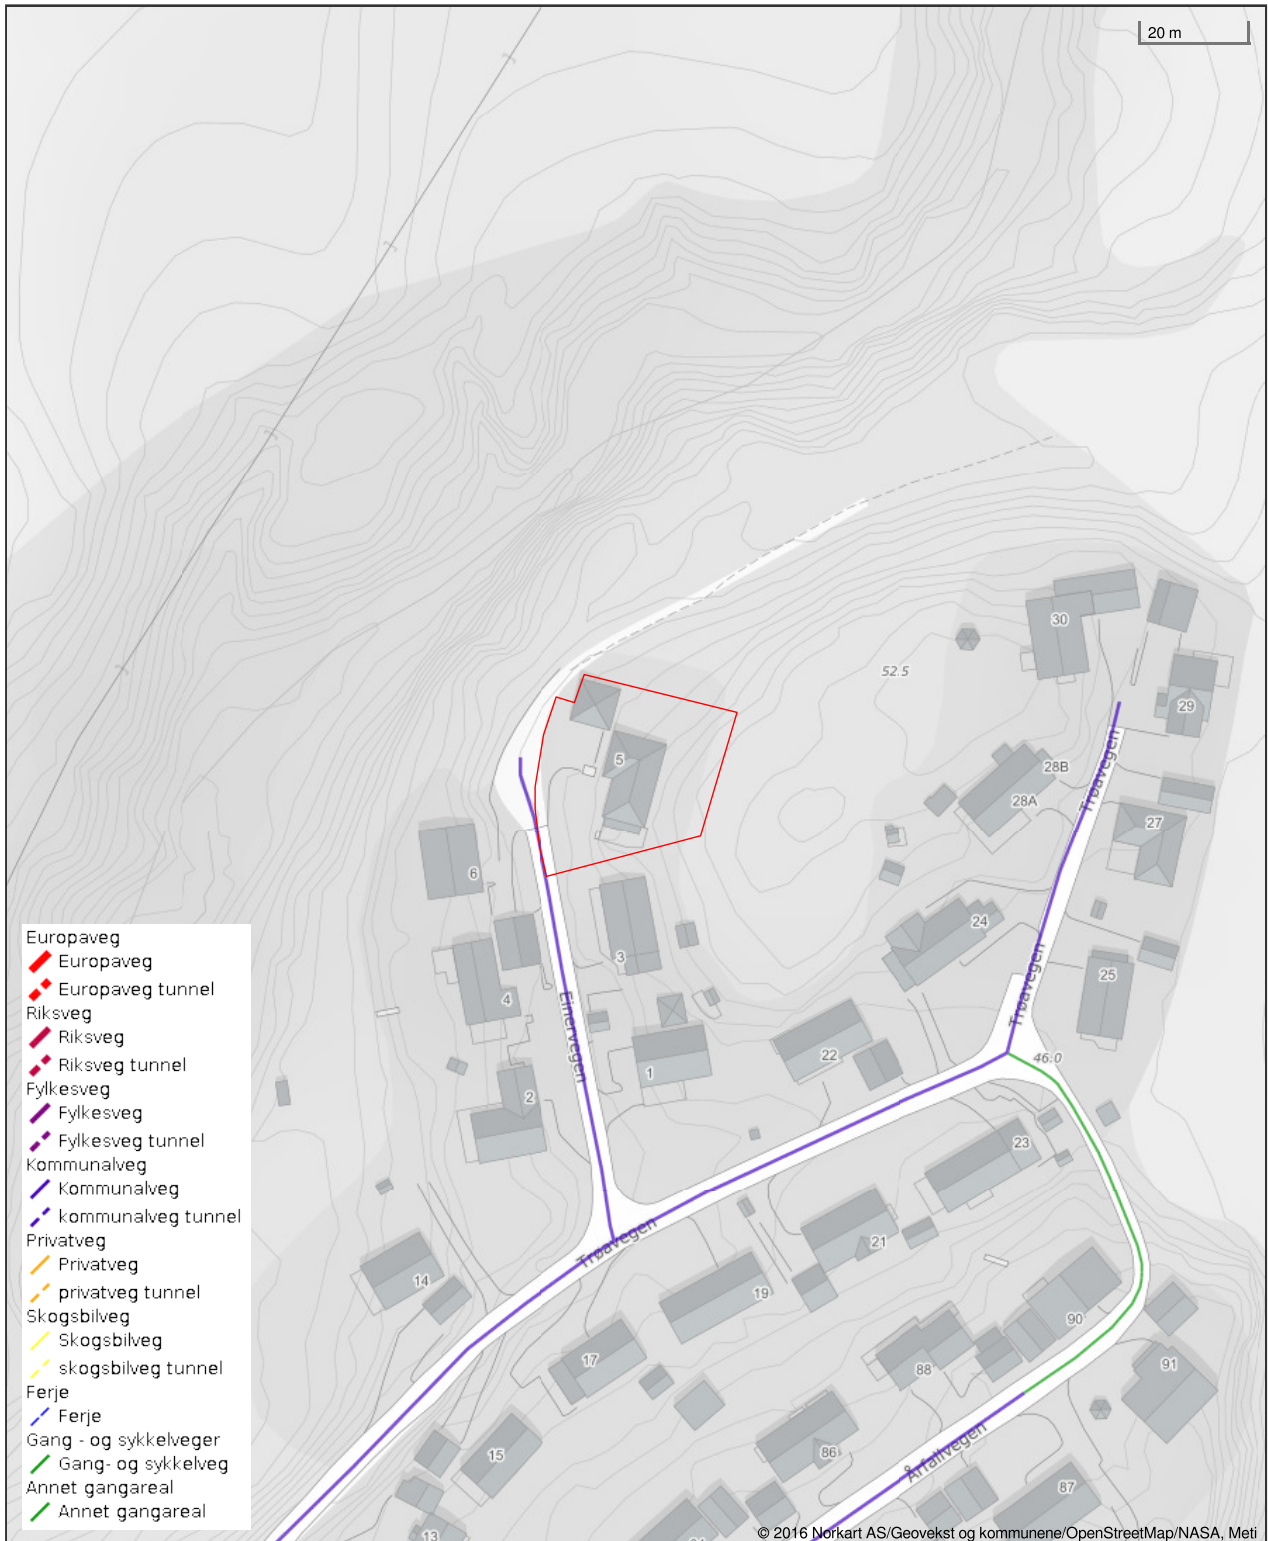 20 m
30
52.5
29
5
28B
28A
Trøavegen
27
6
24
3
25
4
Einervegen
Trøavegen
22
46.0
1
2
23
Trøavegen
21
14
19
90
17
88
91
15
86
Årfallvegen
87
13
Europaveg
Europaveg
Europaveg tunnel
Riksveg
Riksveg
Riksveg tunnel
Fylkesveg
Fylkesveg
Fylkesveg tunnel
Kommunalveg
Kommunalveg
kommunalveg tunnel
Privatveg
Privatveg
privatveg tunnel
Skogsbilveg
Skogsbilveg
skogsbilveg tunnel
Ferje
Ferje
Gang - og sykkelveger
Gang- og sykkelveg
Annet gangareal
Annet gangareal
© 2016 Norkart AS/Geovekst og kommunene/OpenStreetMap/NASA, Meti